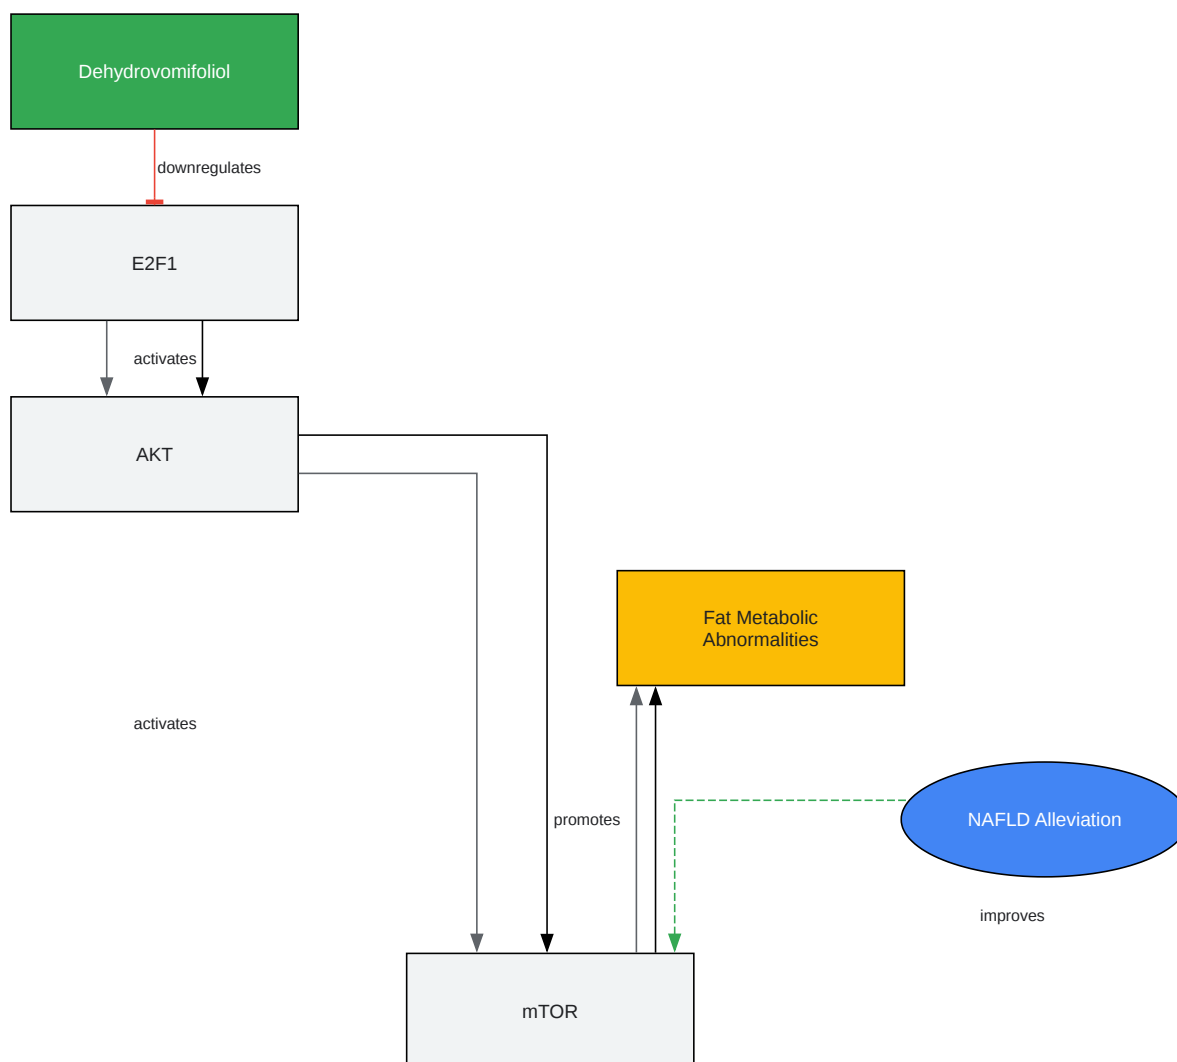 Dehydrovomifoliol
downregulates
E2F1
activates
AKT
Fat Metabolic
Abnormalities
activates
promotes
NAFLD Alleviation
improves
mTOR